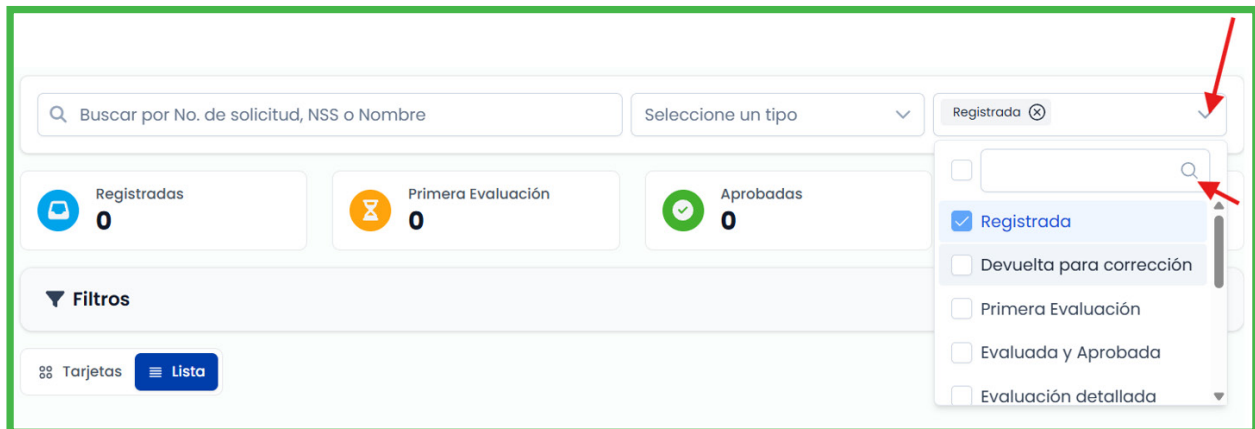 Buscar por No. de solicitud, NSS o Nombre
Seleccione un tipo
Registrada
Registradas
0
Primera Evaluación
0
Aprobadas
0
Registrada
Devuelta para corrección
Primera Evaluación
Evaluada y Aprobada
Evaluación detallada
Filtros
Tarjetas
Lista